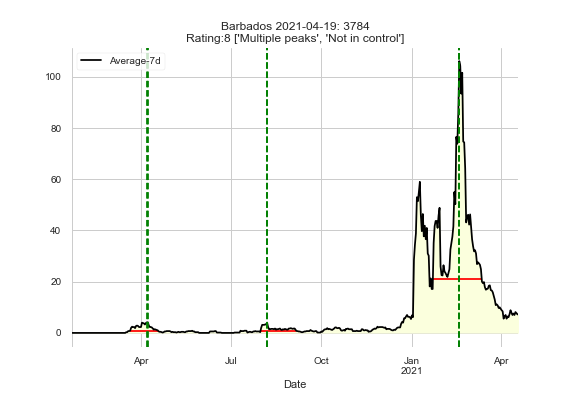 Barbados 2021-04-19: 3784
Rating:8 ['Multiple peaks', 'Not in control']
Average-7d
100
80
60
40
20
0
Apr
Jul
Oct
Jan
2021
Apr
Date